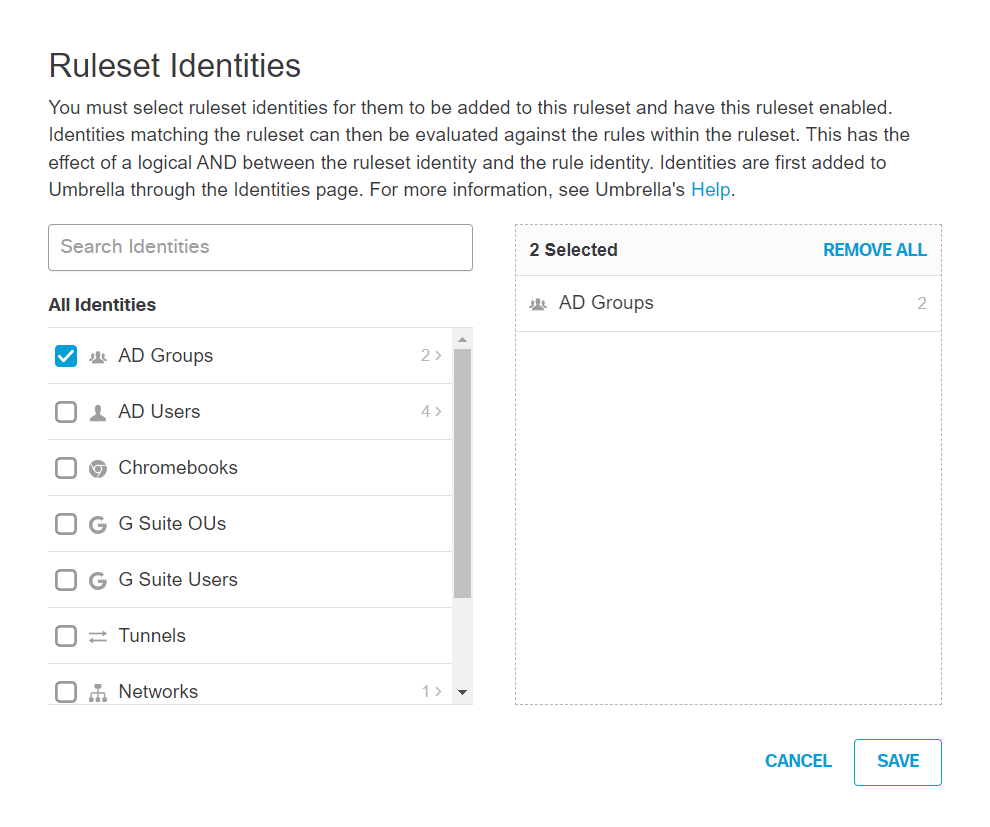 Ruleset Identities
You must select ruleset identities for them to be added to this ruleset and have this ruleset enabled.
Identities matching the ruleset can then be evaluated against the rules within the ruleset. This has the
effect of a logical AND between the ruleset identity and the rule identity. Identities are first added to
Umbrella through the Identities page. For more information, see Umbrella's Help.
Search Identities
All Identities
AD Groups 2 >
AD Users 4 >
Chromebooks
G Suite OUs
G Suite Users
Tunnels
Networks 1 >
2 Selected REMOVE ALL
AD Groups 2
CANCEL SAVE